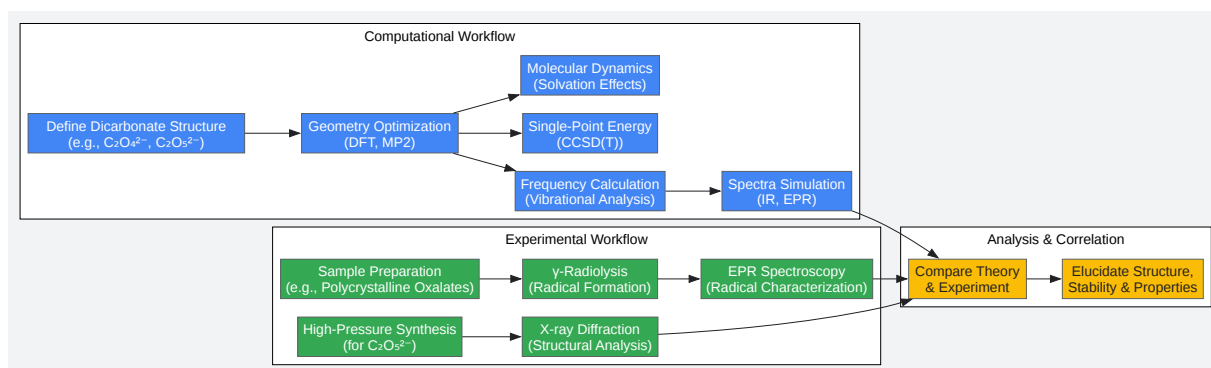 Computational Workflow
Molecular Dynamics
(Solvation Effects)
Define Dicarbonate Structure
(e.g., C₂O₄²⁻, C₂O₅²⁻)
Geometry Optimization
(DFT, MP2)
Single-Point Energy
(CCSD(T))
Frequency Calculation
(Vibrational Analysis)
Spectra Simulation
(IR, EPR)
Experimental Workflow
Sample Preparation
(e.g., Polycrystalline Oxalates)
γ-Radiolysis
(Radical Formation)
EPR Spectroscopy
(Radical Characterization)
High-Pressure Synthesis
(for C₂O₅²⁻)
X-ray Diffraction
(Structural Analysis)
Analysis & Correlation
Compare Theory
& Experiment
Elucidate Structure,
Stability & Properties